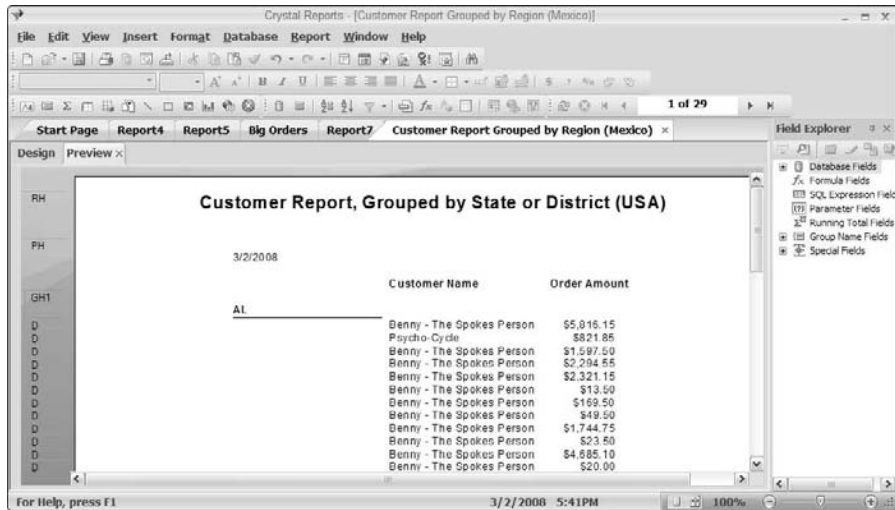 Crystal Reports - [Customer Report Grouped by Region (Mexico)]
File Edit View Insert Format Database Report Window Help
1 of 29
Start Page Report4 Report5 Big Orders Report7 Customer Report Grouped by Region (Mexico) ×
Field Explorer
Design Preview ×
Database Fields
Formula Fields
SQL Expression Field
Parameter Fields
Running Total Fields
Group Name Fields
Special Fields
RH
Customer Report, Grouped by State or District (USA)
PH
3/2/2008
Customer Name Order Amount
GH1
AL
D Benny - The Spokes Person $5,816.15
D Psycho-Cycle $821.85
D Benny - The Spokes Person $1,597.50
D Benny - The Spokes Person $2,294.55
D Benny - The Spokes Person $2,321.15
D Benny - The Spokes Person $13.50
D Benny - The Spokes Person $169.50
D Benny - The Spokes Person $49.50
D Benny - The Spokes Person $1,744.75
D Benny - The Spokes Person $23.50
D Benny - The Spokes Person $4,685.10
D Benny - The Spokes Person $20.00
For Help, press F1 3/2/2008 5:41PM 100%